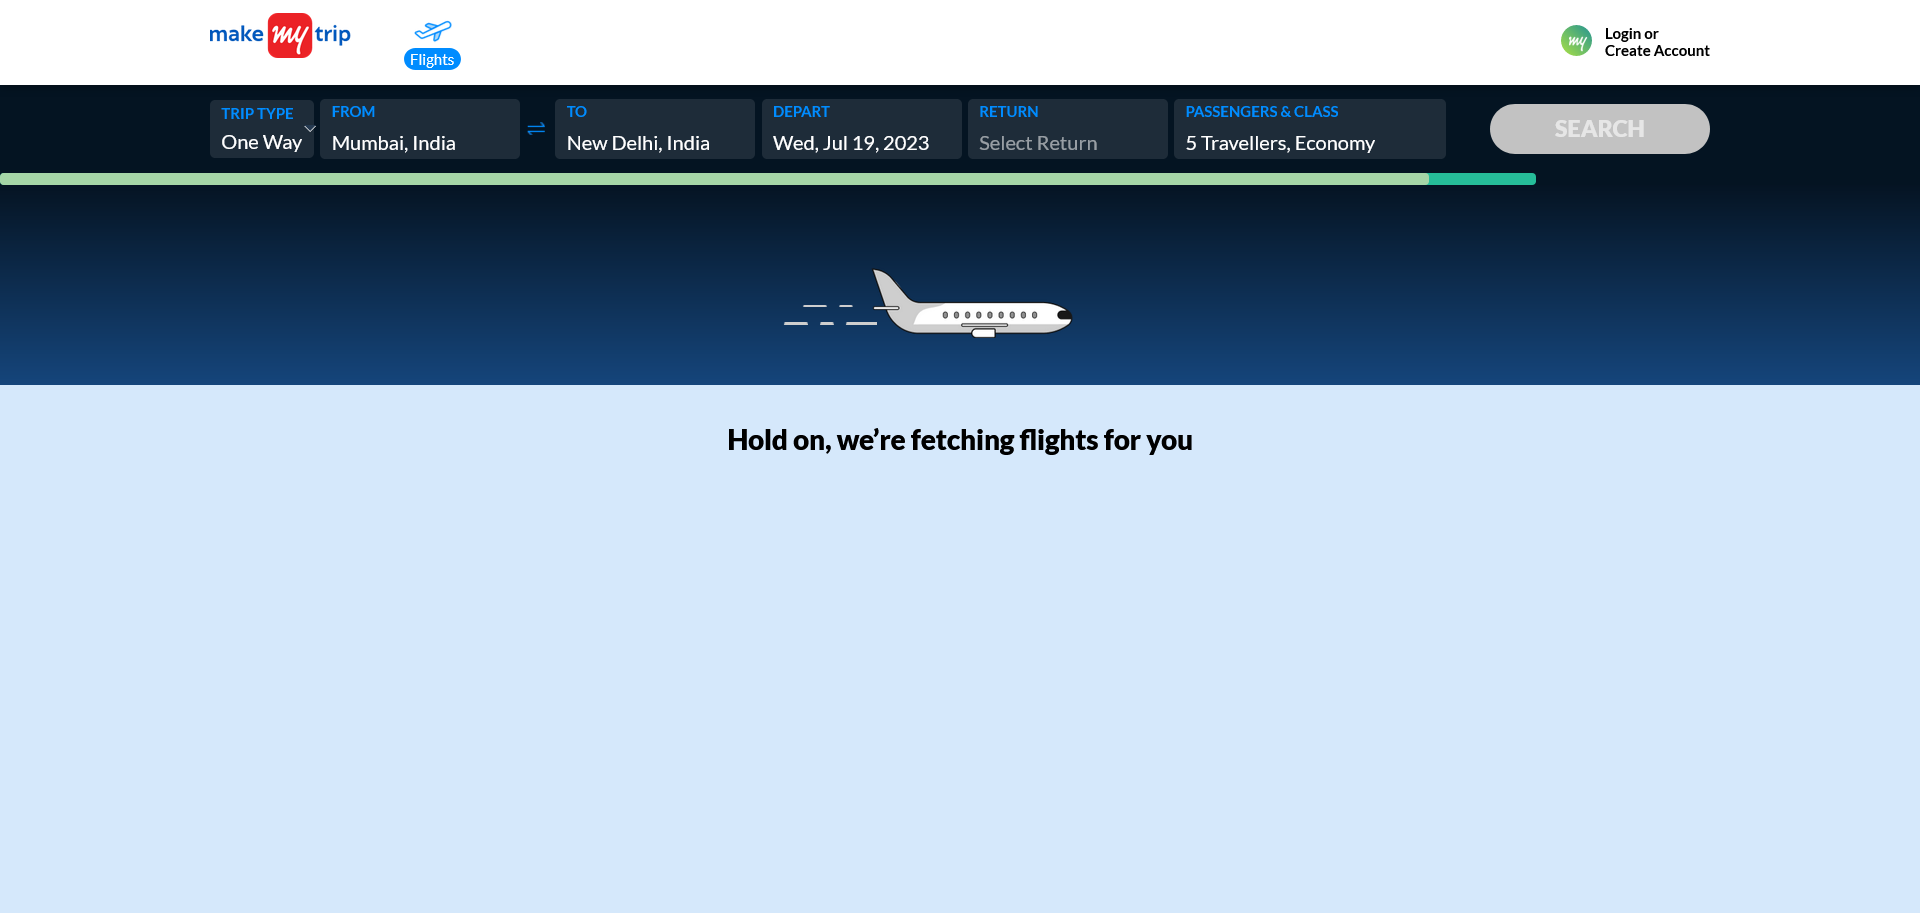 make my trip
Flights
my
Login or
Create Account
TRIP TYPE
One Way
FROM
Mumbai, India
TO
New Delhi, India
DEPART
Wed, Jul 19, 2023
RETURN
Select Return
PASSENGERS & CLASS
5 Travellers, Economy
SEARCH
Hold on, we’re fetching flights for you